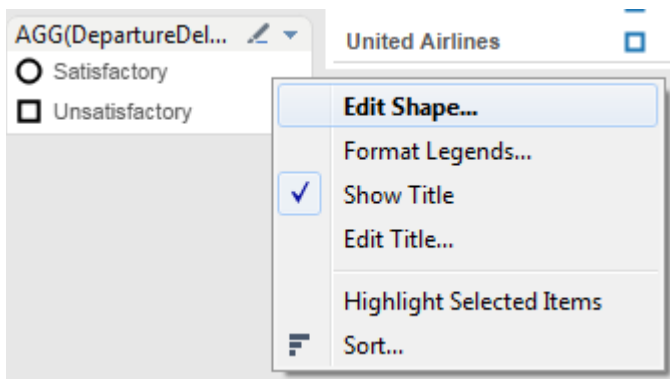 AGG(DepartureDel...
Satisfactory
Unsatisfactory
United Airlines
Edit Shape...
Format Legends...
Show Title
Edit Title...
Highlight Selected Items
Sort...